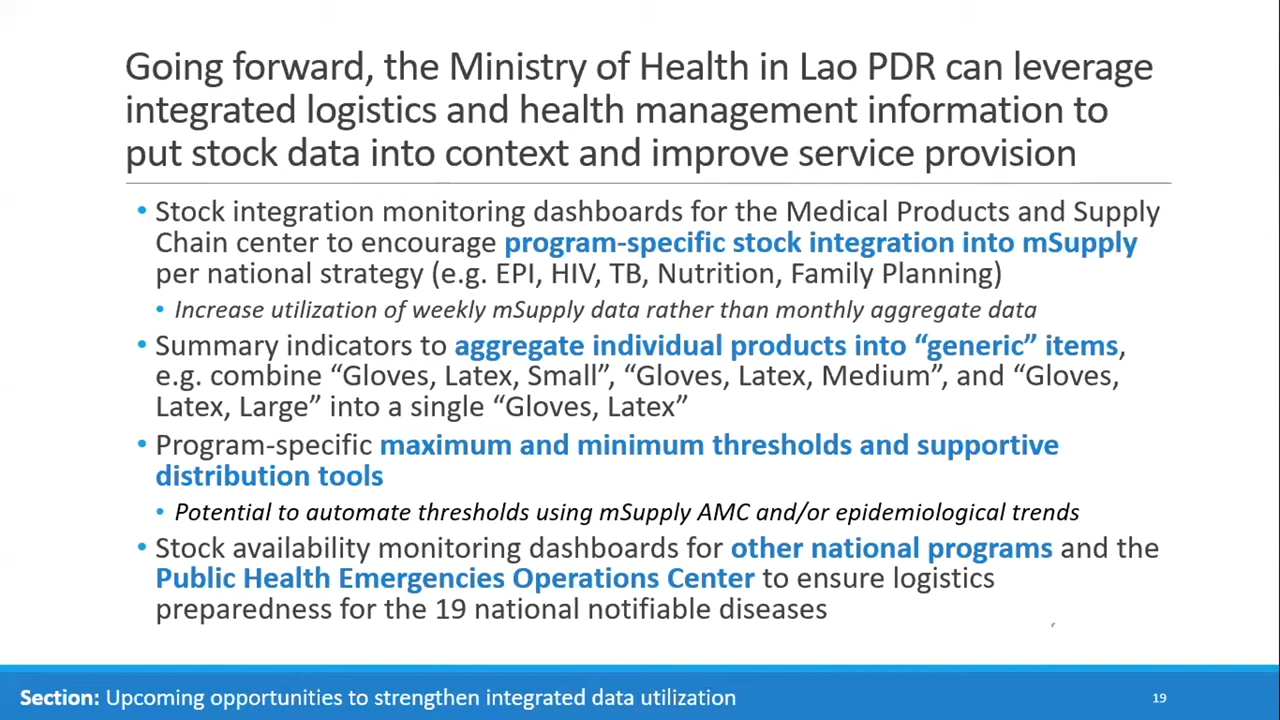 Going forward, the Ministry of Health in Lao PDR can leverage
integrated logistics and health management information to
put stock data into context and improve service provision
• Stock integration monitoring dashboards for the Medical Products and Supply
Chain center to encourage program-specific stock integration into mSupply
per national strategy (e.g. EPI, HIV, TB, Nutrition, Family Planning)
• Increase utilization of weekly mSupply data rather than monthly aggregate data
• Summary indicators to aggregate individual products into “generic” items,
e.g. combine “Gloves, Latex, Small”, “Gloves, Latex, Medium”, and “Gloves,
Latex, Large” into a single “Gloves, Latex”
• Program-specific maximum and minimum thresholds and supportive
distribution tools
• Potential to automate thresholds using mSupply AMC and/or epidemiological trends
• Stock availability monitoring dashboards for other national programs and the
Public Health Emergencies Operations Center to ensure logistics
preparedness for the 19 national notifiable diseases
Section: Upcoming opportunities to strengthen integrated data utilization
19